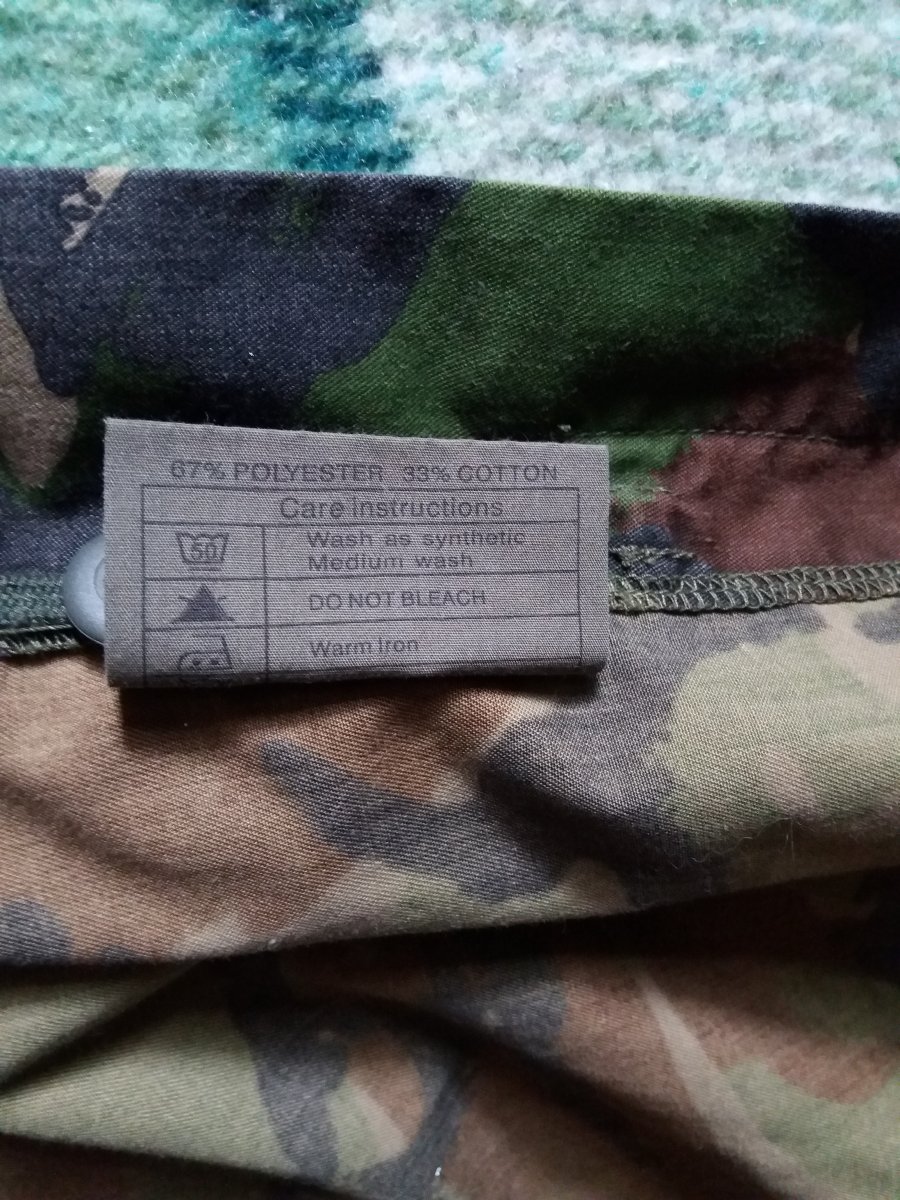 67% POLYESTER 33% COTTON
Care instructions
50
Wash as synthetic
Medium wash
DO NOT BLEACH
Warm Iron